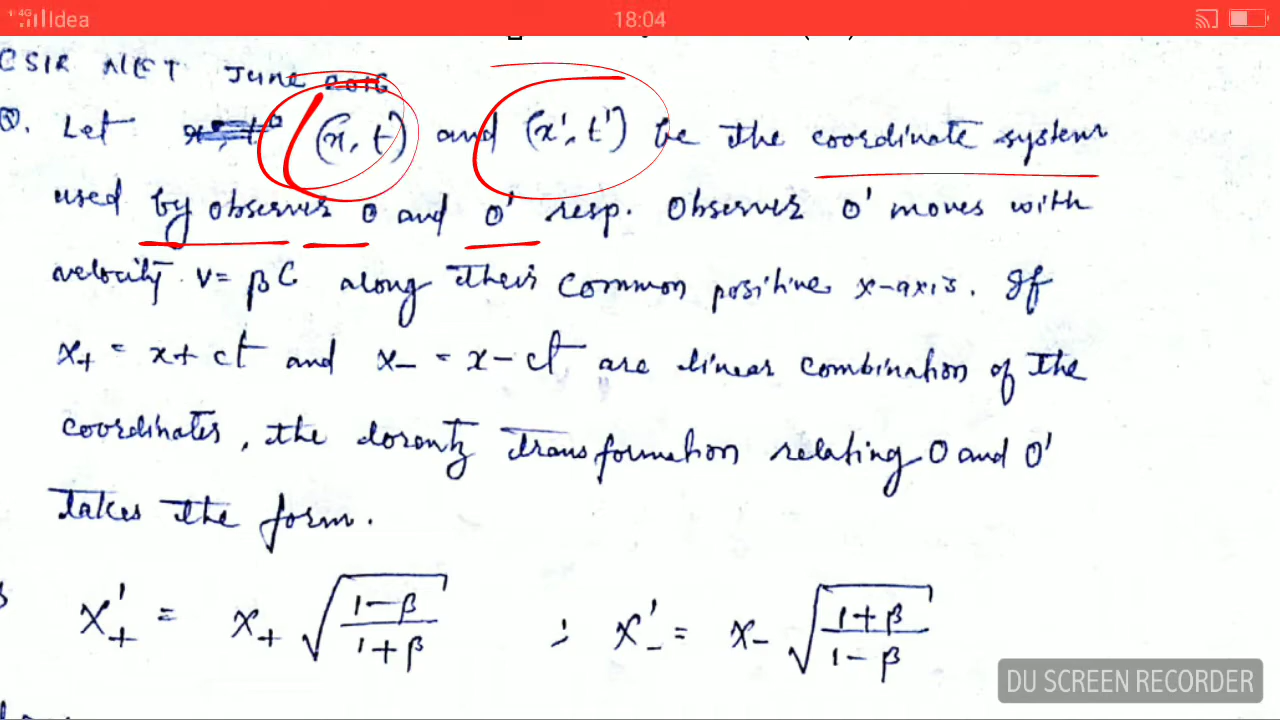 4G Idea 18:04
CSIR NET June 2016
Q. Let (x, t) and (x', t') be the coordinate system
used by observer O and O' resp. Observer O' moves with
velocity v = βC along their common positive x-axis. If
x₊ = x + ct and x₋ = x - ct are linear combination of the
coordinates, the lorentz transformation relating O and O'
takes the form.
x'₊ = x₊ √((1-β)/(1+β)) ; x'₋ = x₋ √((1+β)/(1-β))
DU SCREEN RECORDER